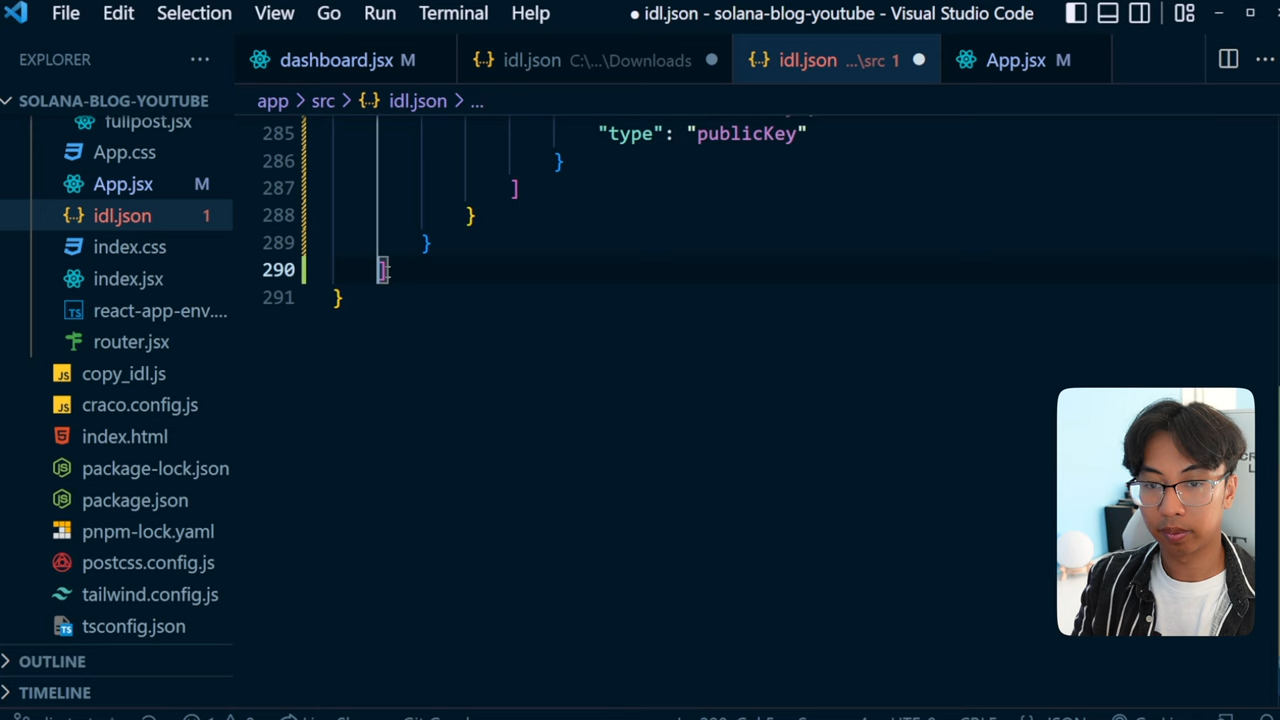 File Edit Selection View Go Run Terminal Help
idl.json - solana-blog-youtube - Visual Studio Code
EXPLORER
dashboard.jsx M
idl.json C:\...\Downloads
idl.json ...\src 1
App.jsx M
SOLANA-BLOG-YOUTUBE
app > src > {..} idl.json > ...
fullpost.jsx
App.css
App.jsx M
{..} idl.json 1
index.css
index.jsx
react-app-env....
router.jsx
copy_idl.js
craco.config.js
index.html
package-lock.json
package.json
pnpm-lock.yaml
postcss.config.js
tailwind.config.js
tsconfig.json
OUTLINE
TIMELINE
285 "type": "publicKey"
286 }
287 ]
288 }
289 }
290 ]
291 }